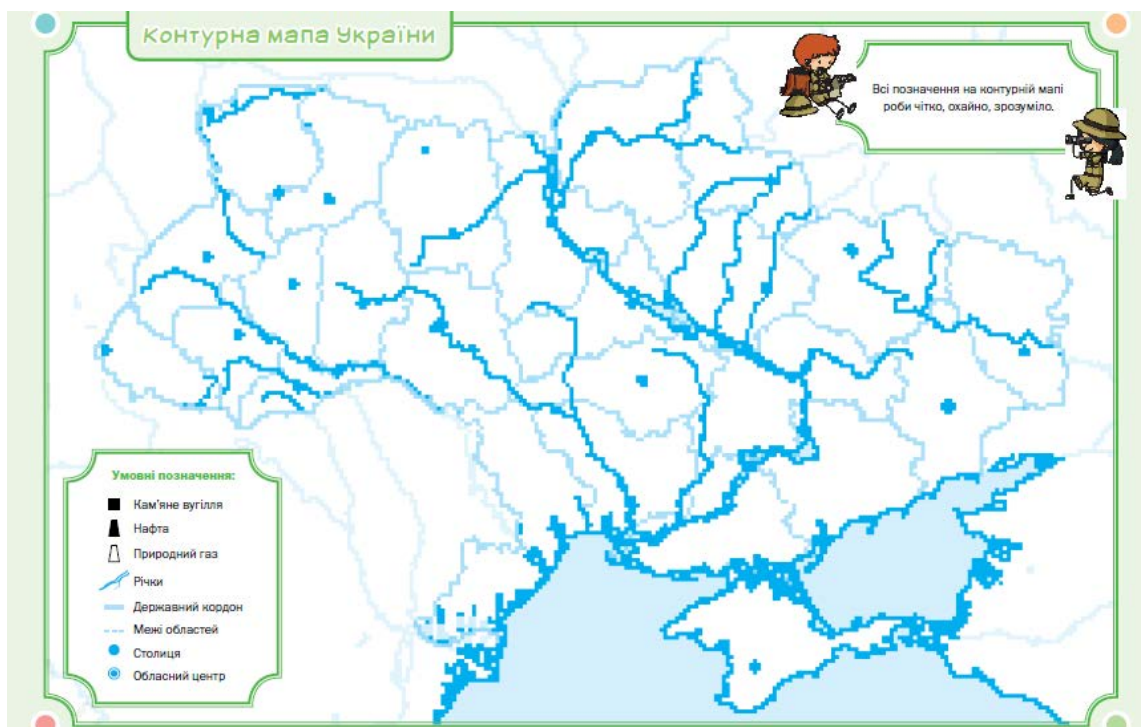 Контурна мапа України
Всі позначення на контурній мапі
роби чітко, охайно, зрозуміло.
Умовні позначення:
Кам'яне вугілля
Нафта
Природний газ
Річки
Державний кордон
Межі областей
Столиця
Обласний центр